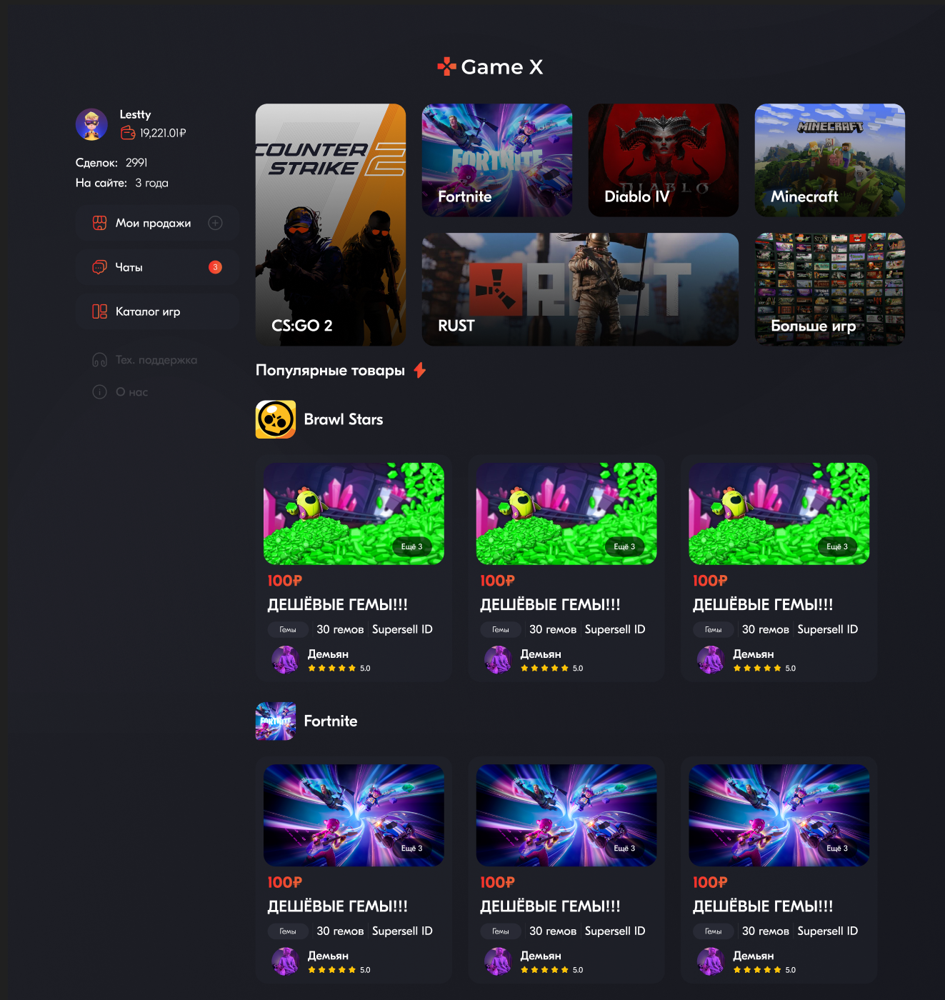 Game X
Lestty
19,221.01₽
Сделок: 2991
На сайте: 3 года
Мои продажи
Чаты 3
Каталог игр
Тех. поддержка
О нас
COUNTER
STRIKE 2
CS:GO 2
FORTNITE
Fortnite
DIABLO
Diablo IV
MINECRAFT
Minecraft
RUST
RUST
Больше игр
Популярные товары
Brawl Stars
Ещё 3
100₽
ДЕШЁВЫЕ ГЕМЫ!!!
Гемы 30 гемов Supersell ID
Демьян
5.0
Ещё 3
100₽
ДЕШЁВЫЕ ГЕМЫ!!!
Гемы 30 гемов Supersell ID
Демьян
5.0
Ещё 3
100₽
ДЕШЁВЫЕ ГЕМЫ!!!
Гемы 30 гемов Supersell ID
Демьян
5.0
FORTNITE
Fortnite
Ещё 3
100₽
ДЕШЁВЫЕ ГЕМЫ!!!
Гемы 30 гемов Supersell ID
Демьян
5.0
Ещё 3
100₽
ДЕШЁВЫЕ ГЕМЫ!!!
Гемы 30 гемов Supersell ID
Демьян
5.0
Ещё 3
100₽
ДЕШЁВЫЕ ГЕМЫ!!!
Гемы 30 гемов Supersell ID
Демьян
5.0